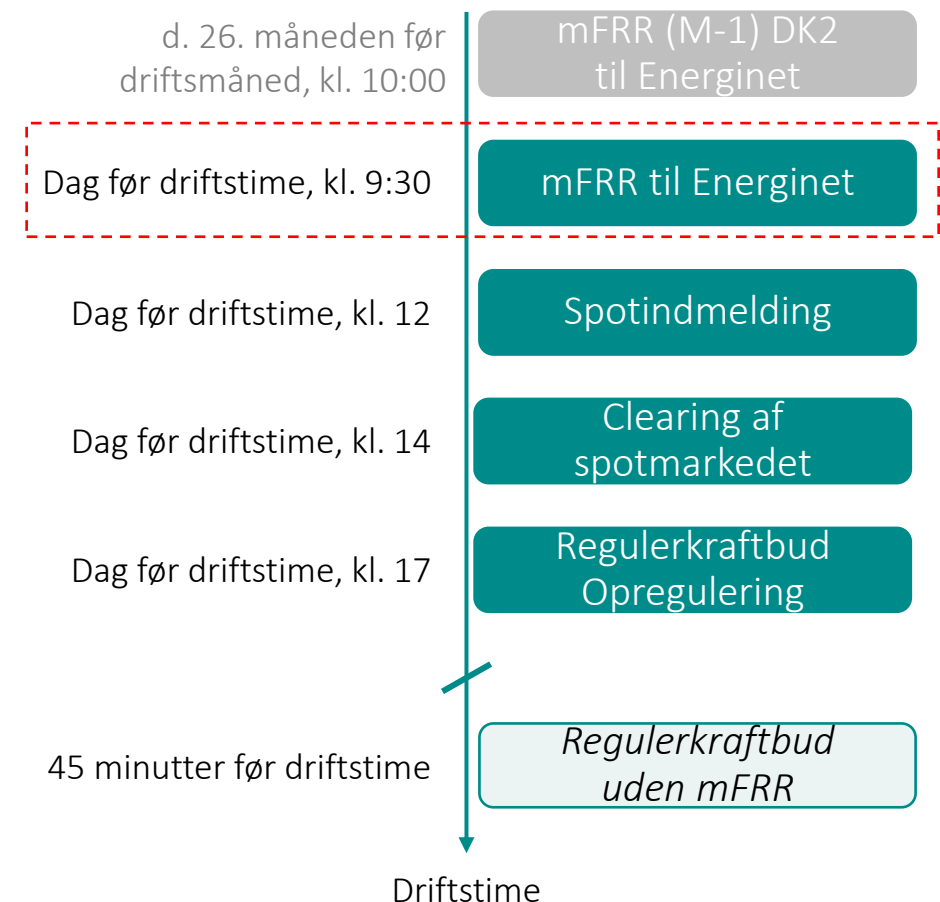 d. 26. måneden før
driftsmåned, kl. 10:00
mFRR (M-1) DK2
til Energinet
Dag før driftstime, kl. 9:30
mFRR til Energinet
Dag før driftstime, kl. 12
Spotindmelding
Dag før driftstime, kl. 14
Clearing af
spotmarkedet
Dag før driftstime, kl. 17
Regulerkraftbud
Opregulering
45 minutter før driftstime
Regulerkraftbud
uden mFRR
Driftstime